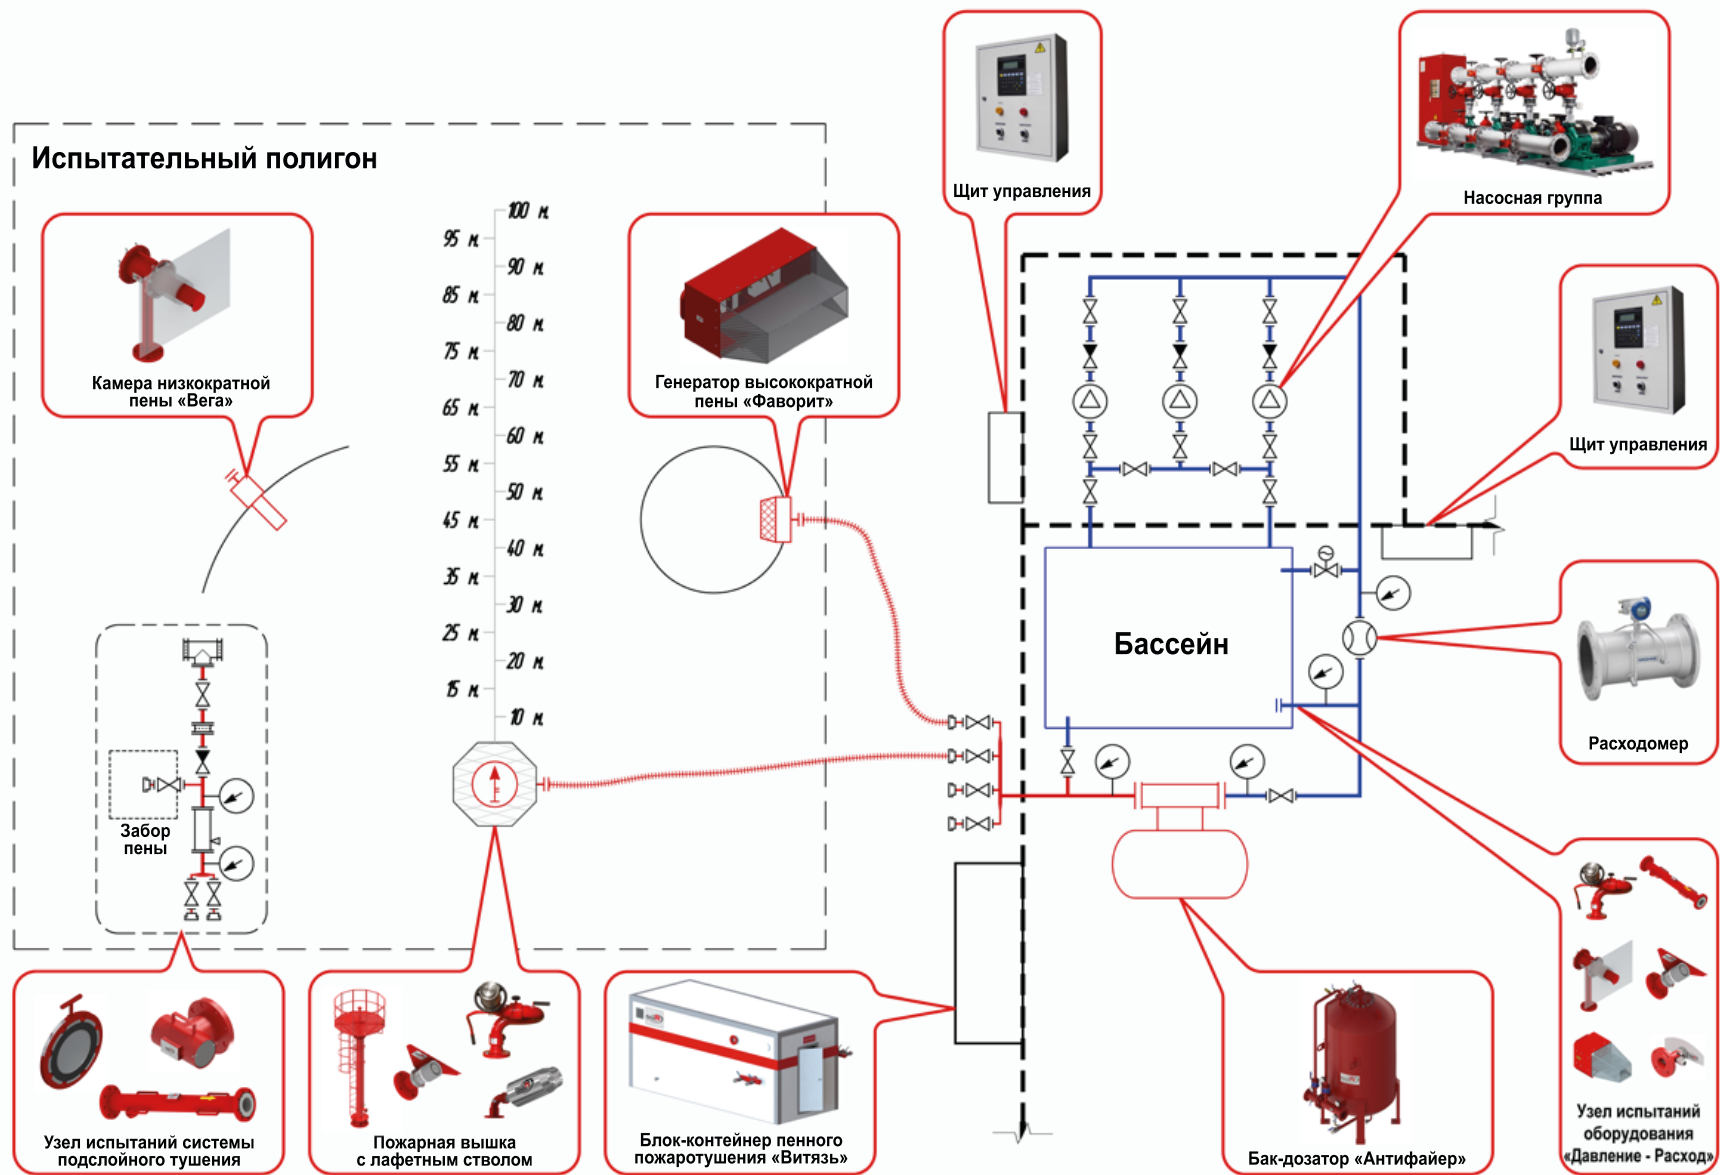 Щит управления
Насосная группа
Испытательный полигон
100 м.
95 м.
90 м.
85 м.
80 м.
75 м.
70 м.
65 м.
60 м.
55 м.
50 м.
45 м.
40 м.
35 м.
30 м.
25 м.
20 м.
15 м.
10 м.
Камера низкократной
пены «Вега»
Генератор высокократной
пены «Фаворит»
Щит управления
Бассейн
Расходомер
Забор
пены
Узел испытаний системы
подслойного тушения
Пожарная вышка
с лафетным стволом
Блок-контейнер пенного
пожаротушения «Витязь»
Бак-дозатор «Антифайер»
Узел испытаний
оборудования
«Давление - Расход»